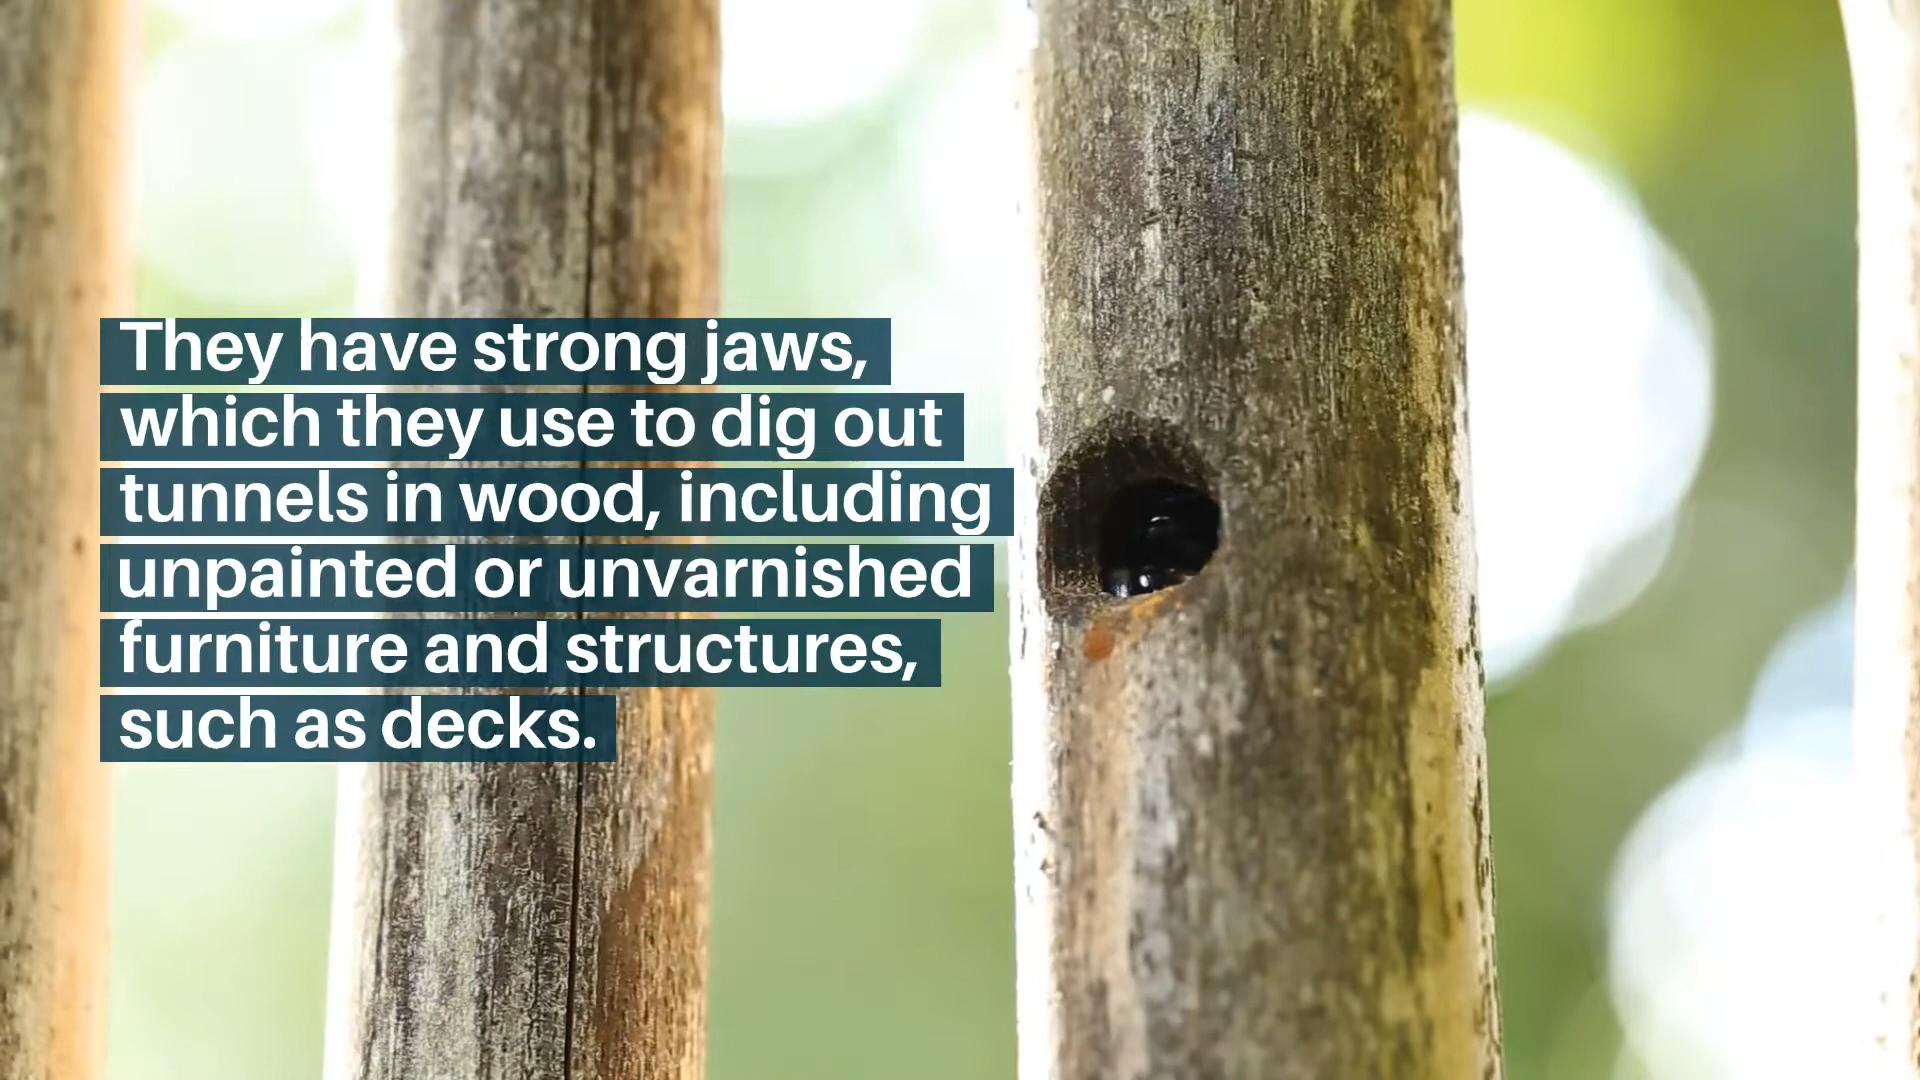 They have strong jaws,
which they use to dig out
tunnels in wood, including
unpainted or unvarnished
furniture and structures,
such as decks.